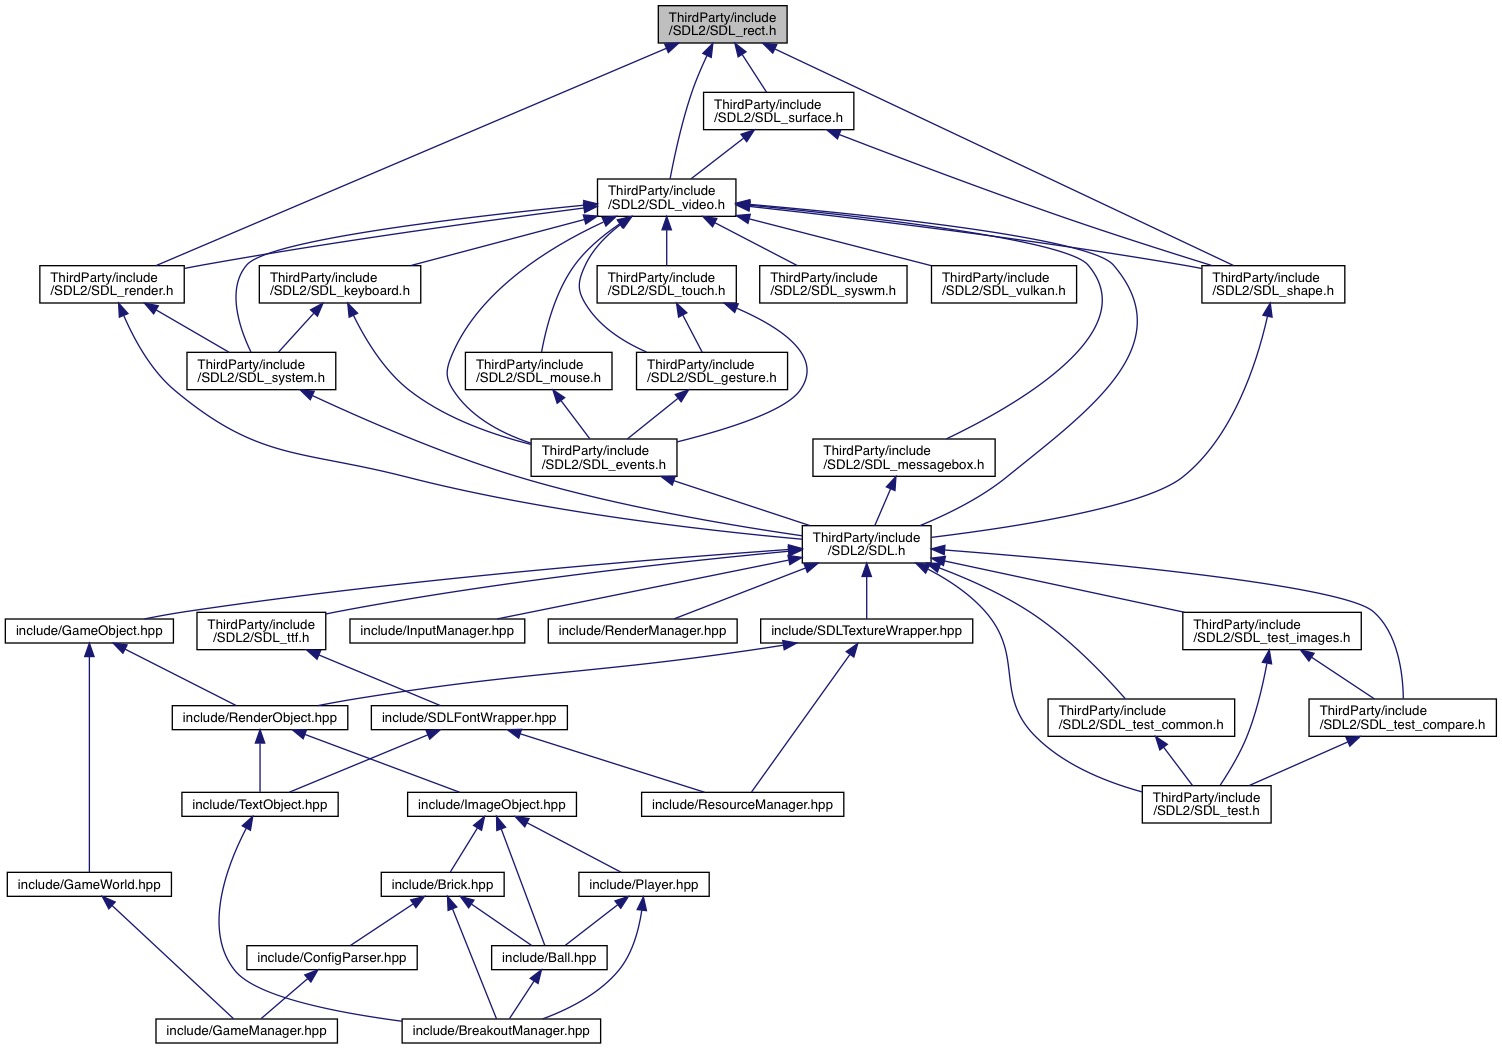 ThirdParty/include
/SDL2/SDL_rect.h
ThirdParty/include
/SDL2/SDL_surface.h
ThirdParty/include
/SDL2/SDL_video.h
ThirdParty/include
/SDL2/SDL_render.h
ThirdParty/include
/SDL2/SDL_keyboard.h
ThirdParty/include
/SDL2/SDL_touch.h
ThirdParty/include
/SDL2/SDL_syswm.h
ThirdParty/include
/SDL2/SDL_vulkan.h
ThirdParty/include
/SDL2/SDL_shape.h
ThirdParty/include
/SDL2/SDL_system.h
ThirdParty/include
/SDL2/SDL_mouse.h
ThirdParty/include
/SDL2/SDL_gesture.h
ThirdParty/include
/SDL2/SDL_events.h
ThirdParty/include
/SDL2/SDL_messagebox.h
ThirdParty/include
/SDL2/SDL.h
include/GameObject.hpp
ThirdParty/include
/SDL2/SDL_ttf.h
include/InputManager.hpp
include/RenderManager.hpp
include/SDLTextureWrapper.hpp
ThirdParty/include
/SDL2/SDL_test_images.h
include/RenderObject.hpp
include/SDLFontWrapper.hpp
ThirdParty/include
/SDL2/SDL_test_common.h
ThirdParty/include
/SDL2/SDL_test_compare.h
include/TextObject.hpp
include/ImageObject.hpp
include/ResourceManager.hpp
ThirdParty/include
/SDL2/SDL_test.h
include/GameWorld.hpp
include/Brick.hpp
include/Player.hpp
include/ConfigParser.hpp
include/Ball.hpp
include/GameManager.hpp
include/BreakoutManager.hpp